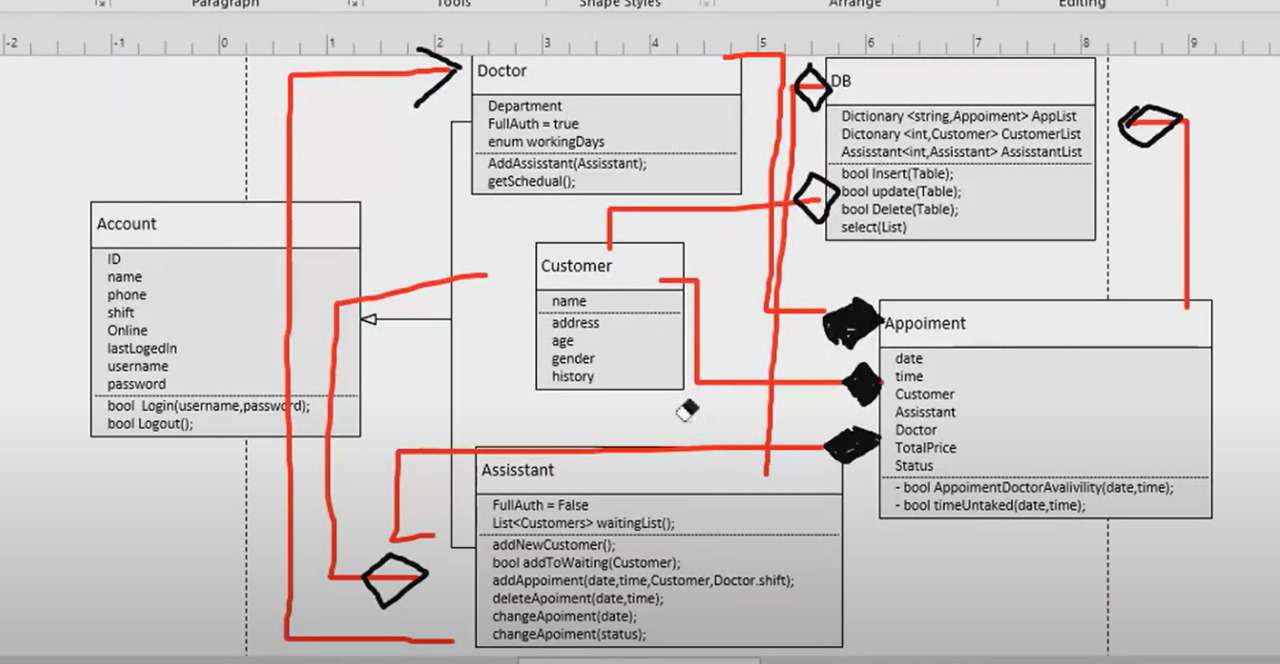 Paragraph
Tools
Shape Styles
Arrange
Editing
-2 -1 0 1 2 3 4 5 6 7 8 9
Doctor
Department
FullAuth = true
enum workingDays
AddAssisstant(Assisstant);
getSchedual();
DB
Dictionary <string,Appoiment> AppList
Dictonary <int,Customer> CustomerList
Assistant<int,Assistant> AssisstantList
bool Insert(Table);
bool update(Table);
bool Delete(Table);
select(List)
Account
ID
name
phone
shift
Online
lastLogedIn
username
password
bool Login(username,password);
bool Logout();
Customer
name
address
age
gender
history
Appoiment
date
time
Customer
Assisstant
Doctor
TotalPrice
Status
- bool AppoimentDoctorAvalivility(date,time);
- bool timeUntaked(date,time);
Assisstant
FullAuth = False
List<Customers> waitingList();
addNewCustomer();
bool addToWaiting(Customer);
addAppoiment(date,time,Customer,Doctor.shift);
deleteApoiment(date,time);
changeApoiment(date);
changeApoiment(status);